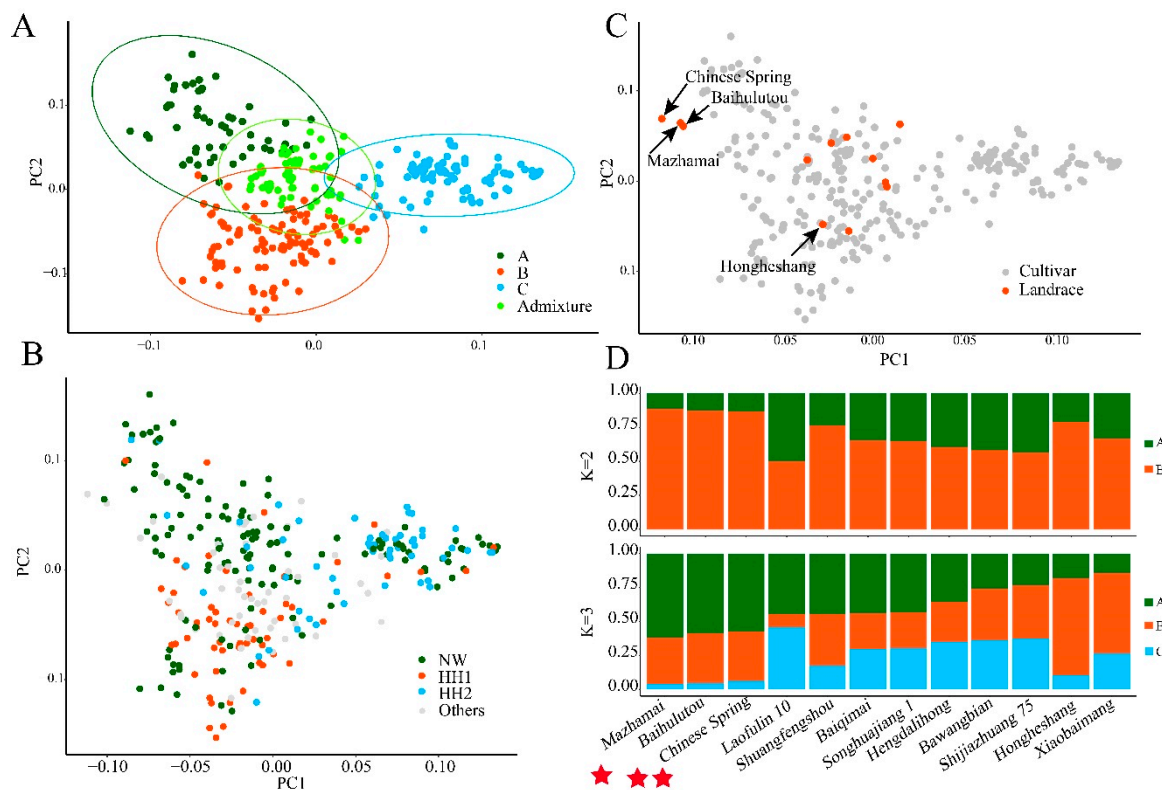 A
0.1
0.0
−0.1
PC2
−0.1
0.0
0.1
A
B
C
Admixture
C
0.1
0.0
0.1
PC2
Chinese Spring
Baihulutou
Mazhamai
Hongheshang
Cultivar
Landrace
0.10
0.05
0.00
0.05
0.10
PC1
B
0.1
0.0
0.1
PC2
NW
HH1
HH2
Others
−0.10
−0.05
0.00
0.05
0.10
PC1
D
1.00
0.75
0.50
0.25
0.00
K=2
A
1.00
0.75
0.50
0.25
0.00
K=3
A
Mazhamai
Baihulutou
Chinese Spring
Laofulin 10
Shuangfengshou
Baiqimai
Songhuajiang 1
Hengdalihong
Bawangbian
Shijiazhuang 75
Hongheshang
Xiaobaimang